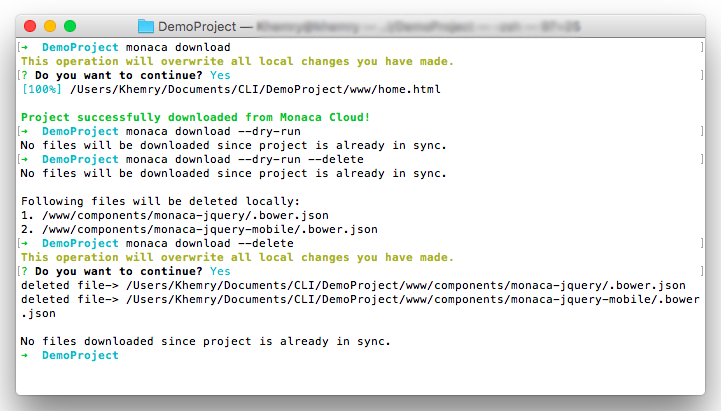 DemoProject —
[➜ DemoProject monaca download ]
This operation will overwrite all local changes you have made.
[? Do you want to continue? Yes ]
[100%] /Users/Khemry/Documents/CLI/DemoProject/www/home.html
Project successfully downloaded from Monaca Cloud!
[➜ DemoProject monaca download --dry-run ]
No files will be downloaded since project is already in sync.
[➜ DemoProject monaca download --dry-run --delete ]
No files will be downloaded since project is already in sync.
Following files will be deleted locally:
1. /www/components/monaca-jquery/.bower.json
2. /www/components/monaca-jquery-mobile/.bower.json
[➜ DemoProject monaca download --delete ]
This operation will overwrite all local changes you have made.
[? Do you want to continue? Yes ]
deleted file-> /Users/Khemry/Documents/CLI/DemoProject/www/components/monaca-jquery/.bower.json
deleted file-> /Users/Khemry/Documents/CLI/DemoProject/www/components/monaca-jquery-mobile/.bower
.json
No files downloaded since project is already in sync.
➜ DemoProject